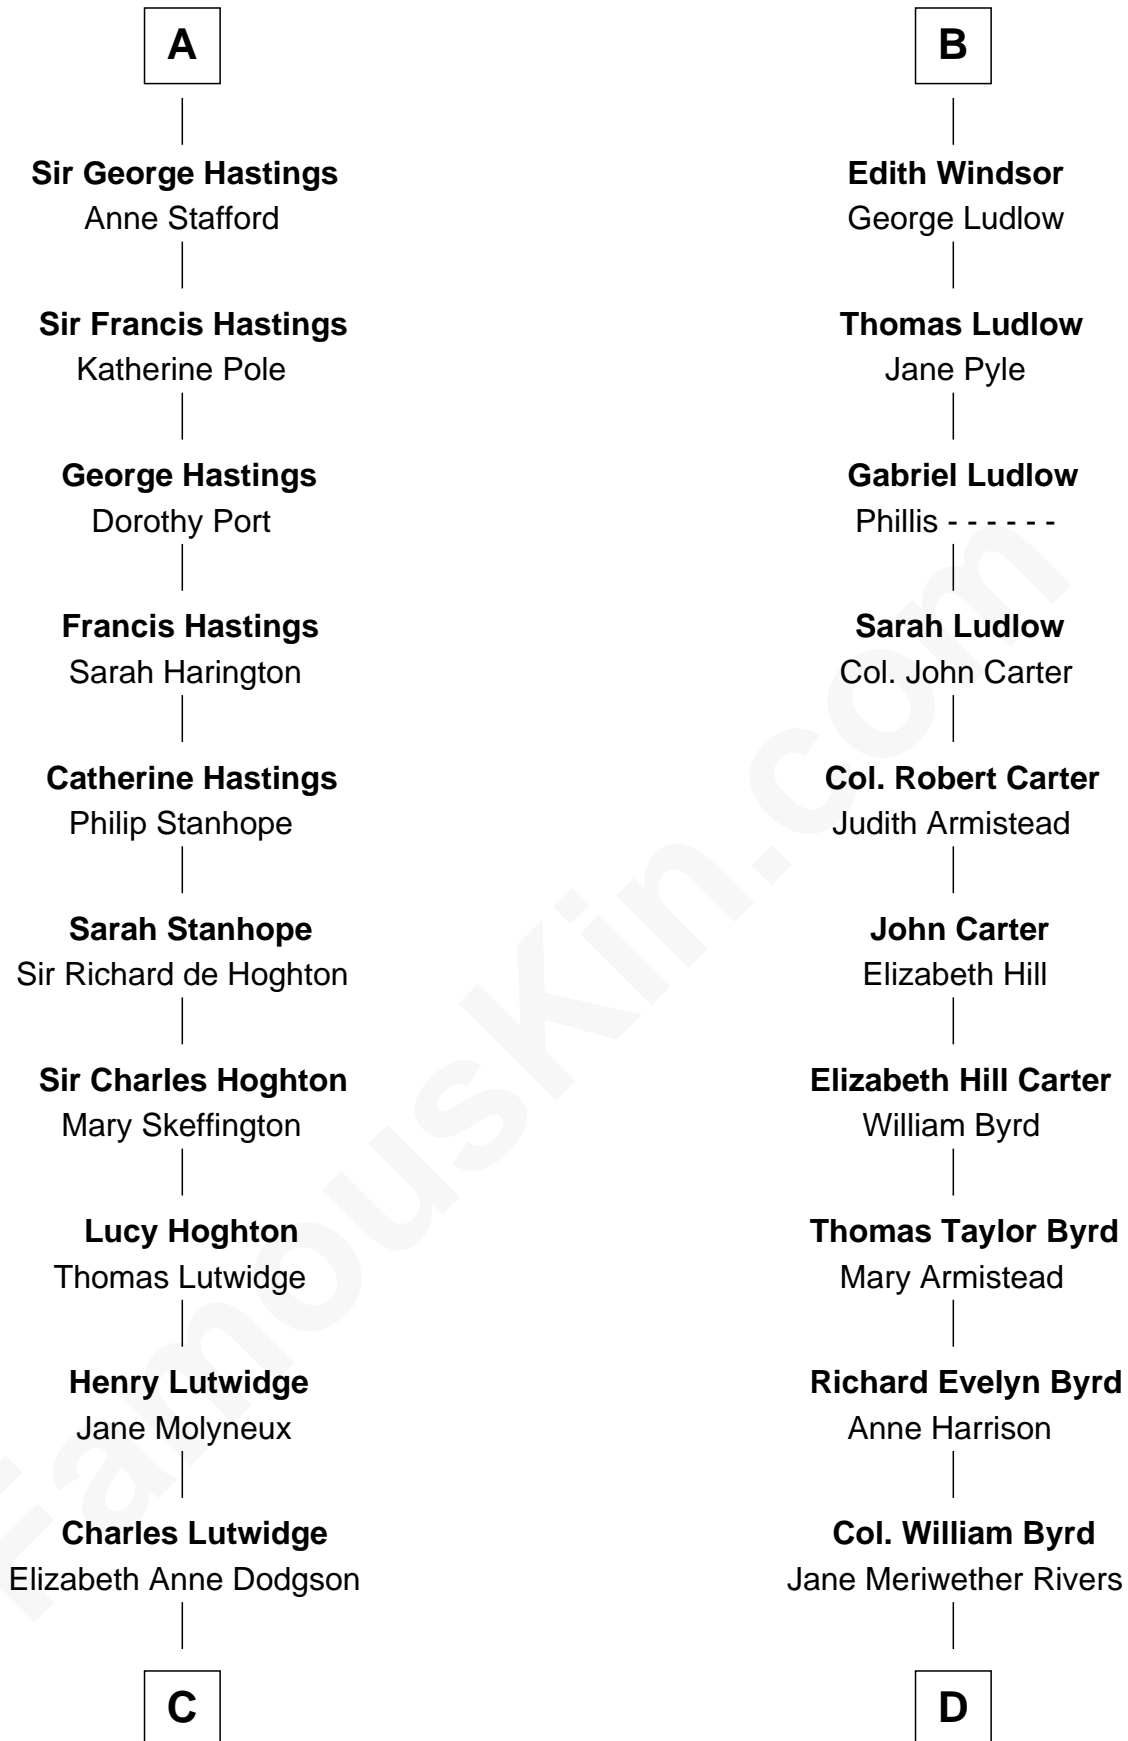 A
Sir George Hastings
Anne Stafford
Sir Francis Hastings
Katherine Pole
George Hastings
Dorothy Port
Francis Hastings
Sarah Harington
Catherine Hastings
Philip Stanhope
Sarah Stanhope
Sir Richard de Hoghton
Sir Charles Hoghton
Mary Skeffington
Lucy Hoghton
Thomas Lutwidge
Henry Lutwidge
Jane Molyneux
Charles Lutwidge
Elizabeth Anne Dodgson
C
B
Edith Windsor
George Ludlow
Thomas Ludlow
Jane Pyle
Gabriel Ludlow
Phillis - - - - - -
Sarah Ludlow
Col. John Carter
Col. Robert Carter
Judith Armistead
John Carter
Elizabeth Hill
Elizabeth Hill Carter
William Byrd
Thomas Taylor Byrd
Mary Armistead
Richard Evelyn Byrd
Anne Harrison
Col. William Byrd
Jane Meriwether Rivers
D
FamousKin.com